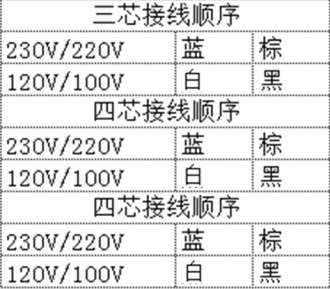 三芯接线顺序
230V/220V 蓝 棕
120V/100V 白 黑
四芯接线顺序
230V/220V 蓝 棕
120V/100V 白 黑
四芯接线顺序
230V/220V 蓝 棕
120V/100V 白 黑